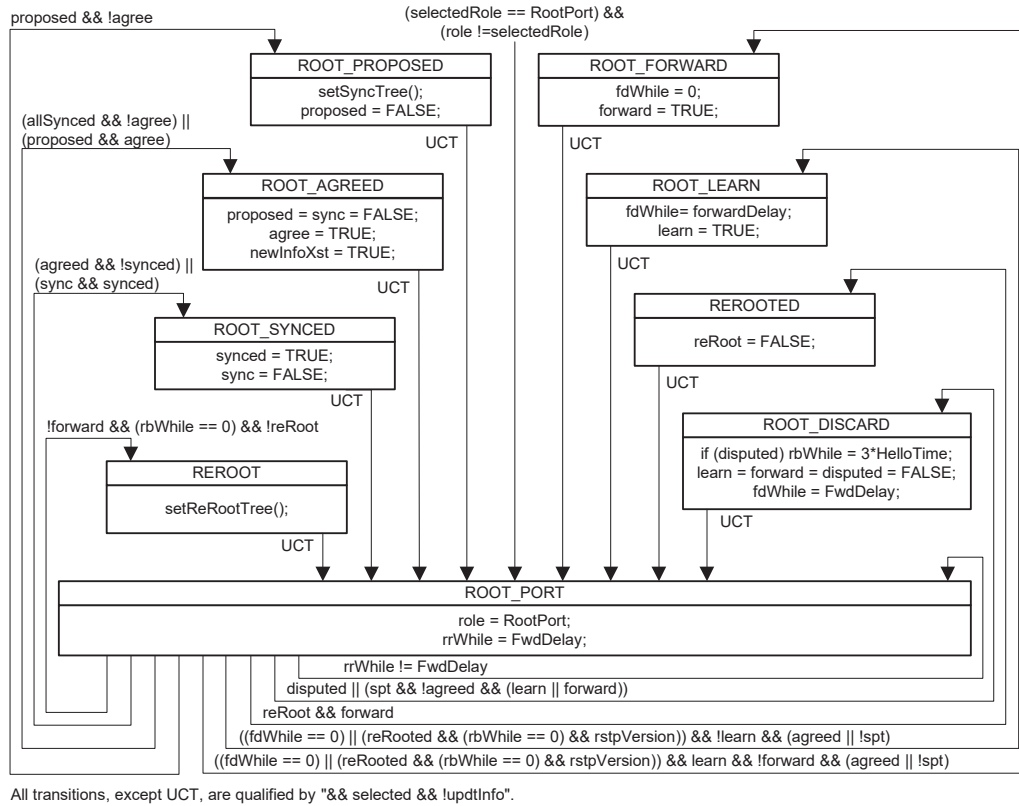 proposed && !agree
(selectedRole == RootPort) &&
(role !=selectedRole)
ROOT_PROPOSED
setSyncTree();
proposed = FALSE;
UCT
ROOT_FORWARD
fdWhile = 0;
forward = TRUE;
UCT
(allSynced && !agree) ||
(proposed && agree)
ROOT_AGREED
proposed = sync = FALSE;
agree = TRUE;
newInfoXst = TRUE;
UCT
ROOT_LEARN
fdWhile= forwardDelay;
learn = TRUE;
UCT
(agreed && !synced) ||
(sync && synced)
ROOT_SYNCED
synced = TRUE;
sync = FALSE;
UCT
REROOTED
reRoot = FALSE;
UCT
!forward && (rbWhile == 0) && !reRoot
REROOT
setReRootTree();
UCT
ROOT_DISCARD
if (disputed) rbWhile = 3*HelloTime;
learn = forward = disputed = FALSE;
fdWhile = FwdDelay;
UCT
ROOT_PORT
role = RootPort;
rrWhile = FwdDelay;
rrWhile != FwdDelay
disputed || (spt && !agreed && (learn || forward))
reRoot && forward
((fdWhile == 0) || (reRooted && (rbWhile == 0) && rstpVersion)) && !learn && (agreed || !spt)
((fdWhile == 0) || (reRooted && (rbWhile == 0) && rstpVersion)) && learn && !forward && (agreed || !spt)
All transitions, except UCT, are qualified by "&& selected && !updtInfo".